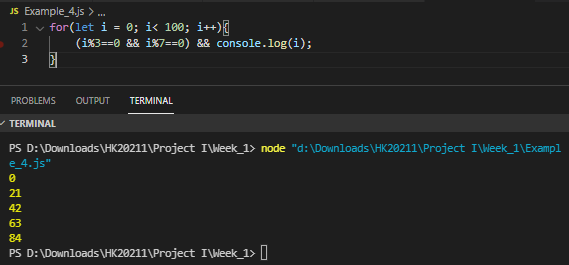 JS Example_4.js > ...
1 for(let i = 0; i< 100; i++){
2 (i%3==0 && i%7==0) && console.log(i);
3 }
PROBLEMS OUTPUT TERMINAL
TERMINAL
PS D:\Downloads\HK20211\Project I\Week_1> node "d:\Downloads\HK20211\Project I\Week_1\Exampl
e_4.js"
0
21
42
63
84
PS D:\Downloads\HK20211\Project I\Week_1>